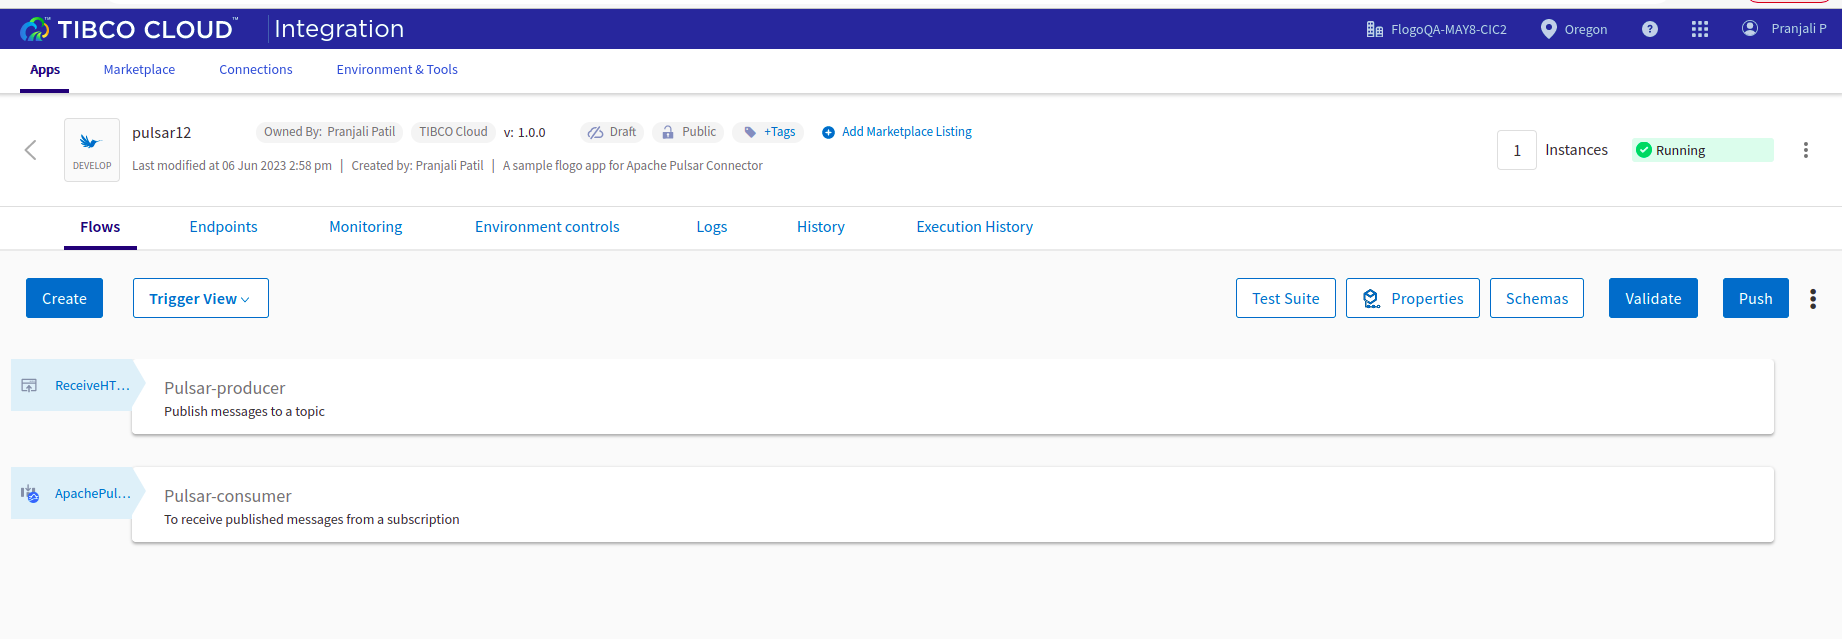 TIBCO CLOUD™ Integration
FlogoQA-MAY8-CIC2 Oregon ? Pranjali P
Apps Marketplace Connections Environment & Tools
DEVELOP
pulsar12 Owned By: Pranjali Patil TIBCO Cloud v: 1.0.0 Draft Public +Tags Add Marketplace Listing
Last modified at 06 Jun 2023 2:58 pm | Created by: Pranjali Patil | A sample flogo app for Apache Pulsar Connector
1 Instances Running
Flows Endpoints Monitoring Environment controls Logs History Execution History
Create Trigger View Test Suite Properties Schemas Validate Push
ReceiveHT...
Pulsar-producer
Publish messages to a topic
ApachePul...
Pulsar-consumer
To receive published messages from a subscription